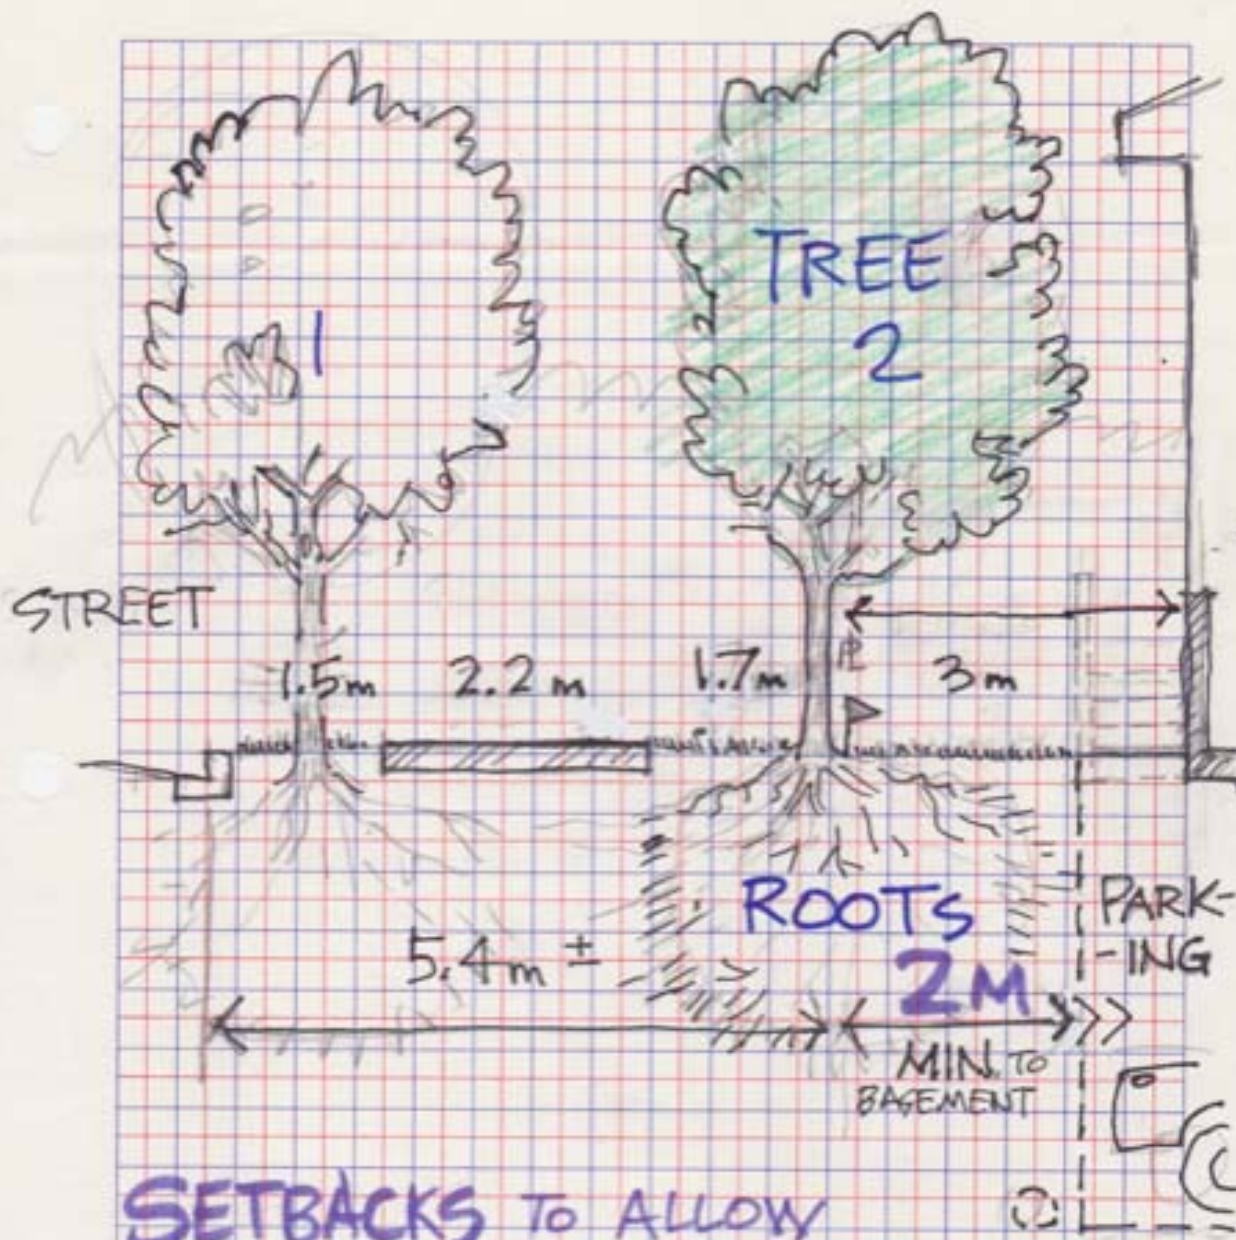 TREE
2
1
STREET
1.5m
2.2m
1.7m
PL
3m
ROOTS
2M
5.4m ±
PARK-
-ING
MIN. TO
BASEMENT
SETBACKS TO ALLOW